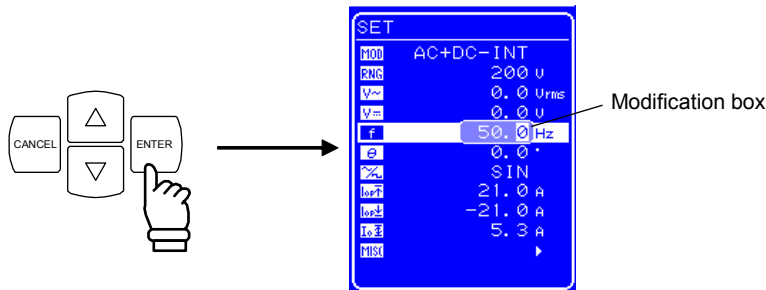 CANCEL
ENTER
SET
MOD AC+DC-INT
RNG 200 V
V~ 0.0 Vrms
V⎓ 0.0 V
f 50.0 Hz
θ 0.0 °
SIN
21.0 A
-21.0 A
5.3 A
MISC
Modification box